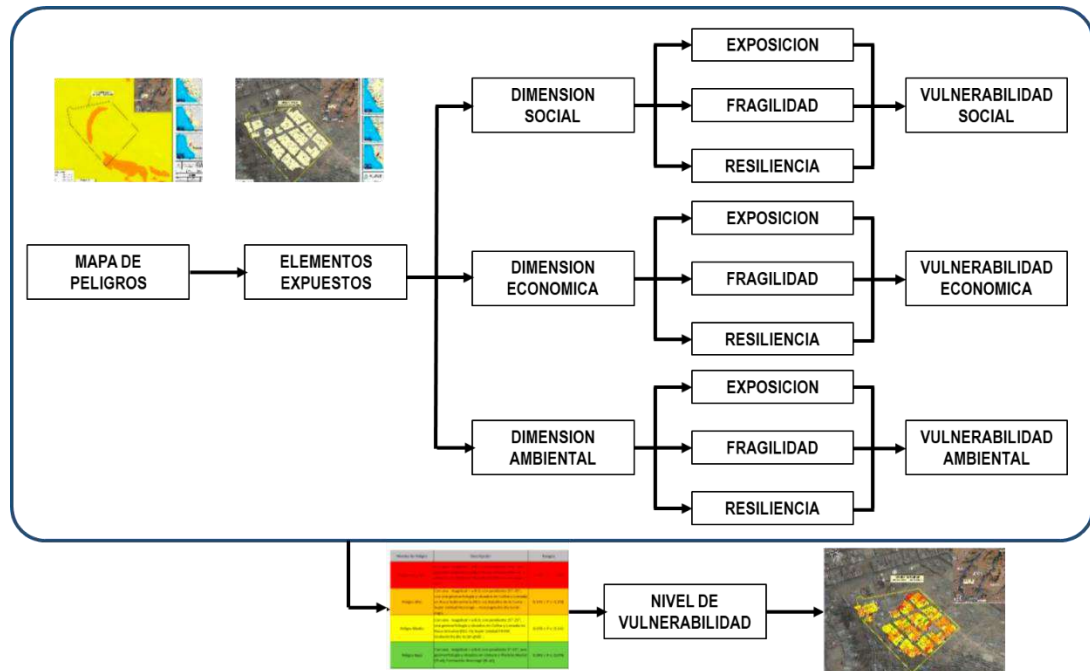 EXPOSICION
DIMENSION
SOCIAL
FRAGILIDAD
VULNERABILIDAD
SOCIAL
RESILIENCIA
MAPA DE
PELIGROS
ELEMENTOS
EXPUESTOS
EXPOSICION
DIMENSION
ECONOMICA
FRAGILIDAD
VULNERABILIDAD
ECONOMICA
RESILIENCIA
EXPOSICION
DIMENSION
AMBIENTAL
FRAGILIDAD
VULNERABILIDAD
AMBIENTAL
RESILIENCIA
NIVEL DE
VULNERABILIDAD